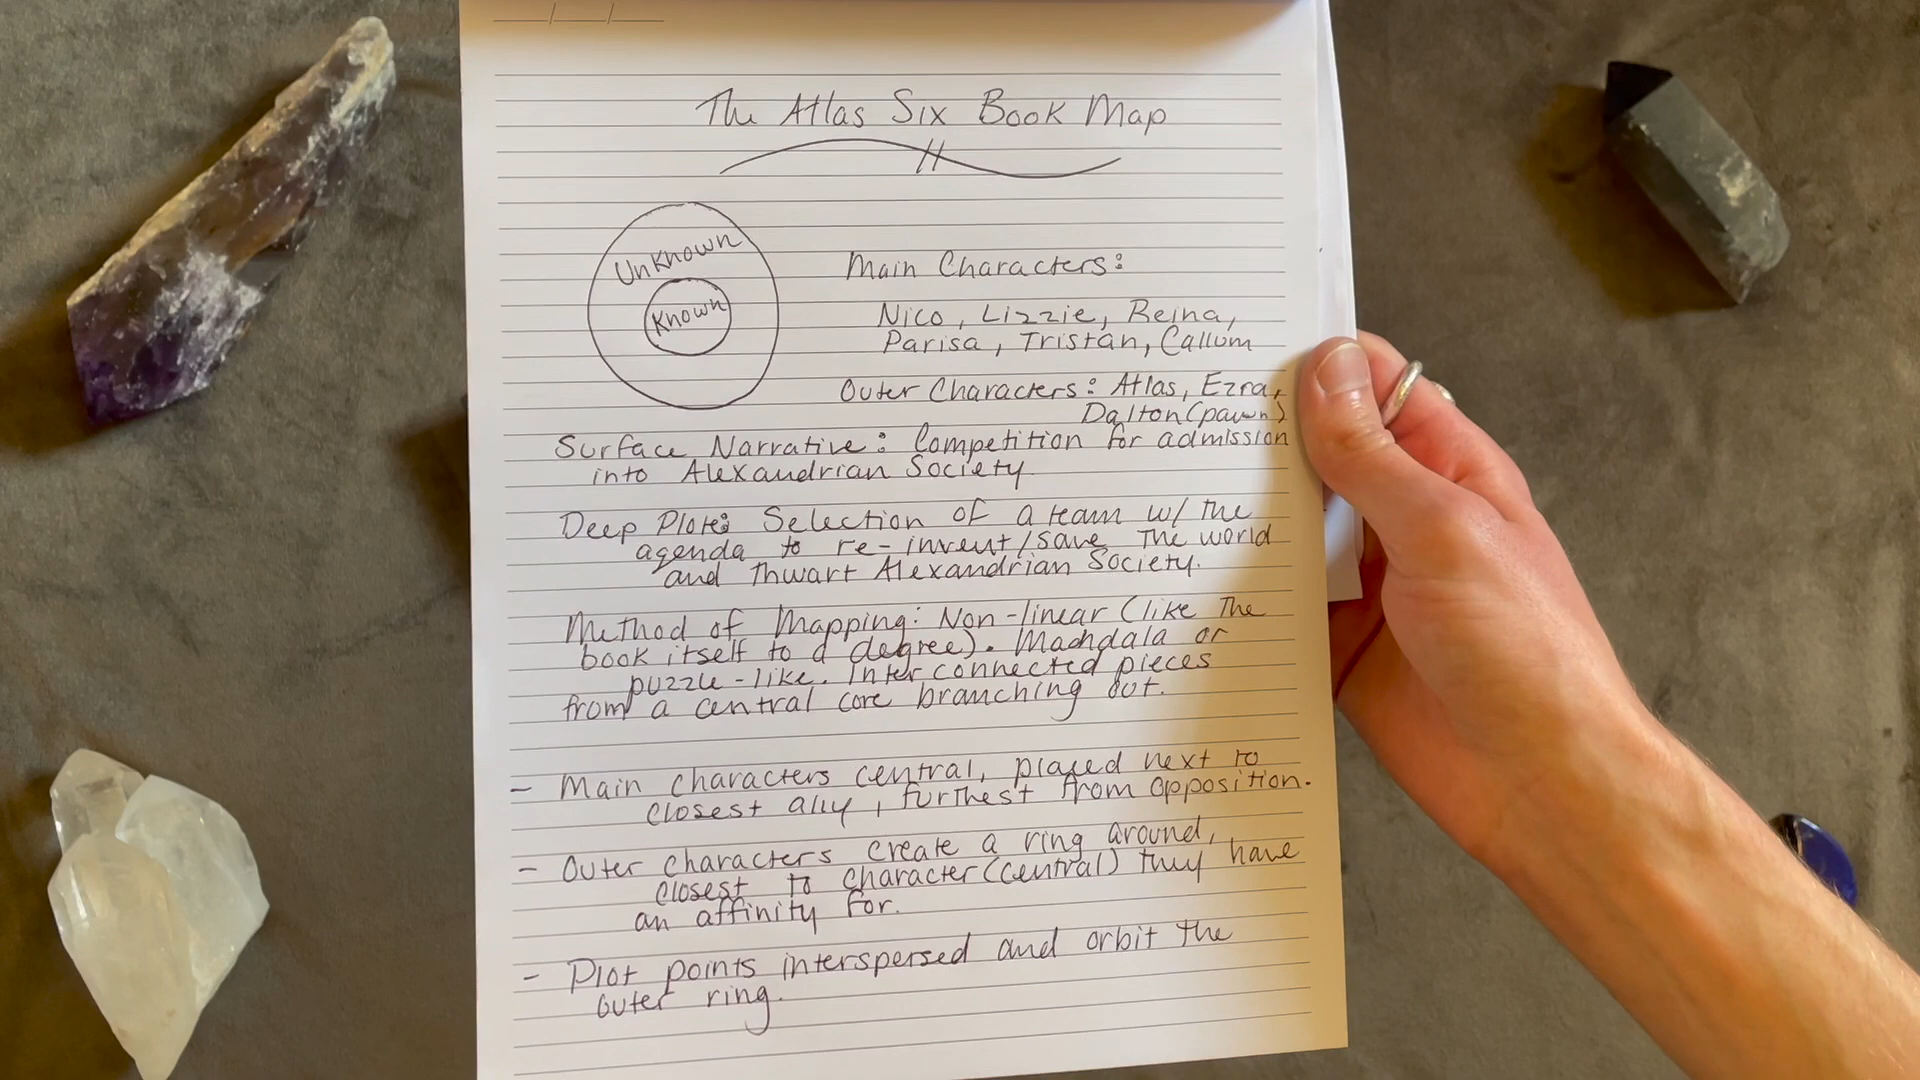 The Atlas Six Book Map
Unknown
Known
Main Characters:
Nico, Lizzie, Reina,
Parisa, Tristan, Callum
Outer Characters: Atlas, Ezra,
Dalton (pawn)
Surface Narrative: Competition for admission
into Alexandrian Society
Deep Plot: Selection of a team w/ the
agenda to re-invent/save the world
and thwart Alexandrian Society.
Method of Mapping: Non-linear (like the
book itself to a degree). Mandala or
puzzle-like. Interconnected pieces
from a central core branching out.
- Main characters central, placed next to
closest ally, furthest from opposition.
- Outer characters create a ring around,
closest to character (central) they have
an affinity for.
- Plot points interspersed and orbit the
outer ring.